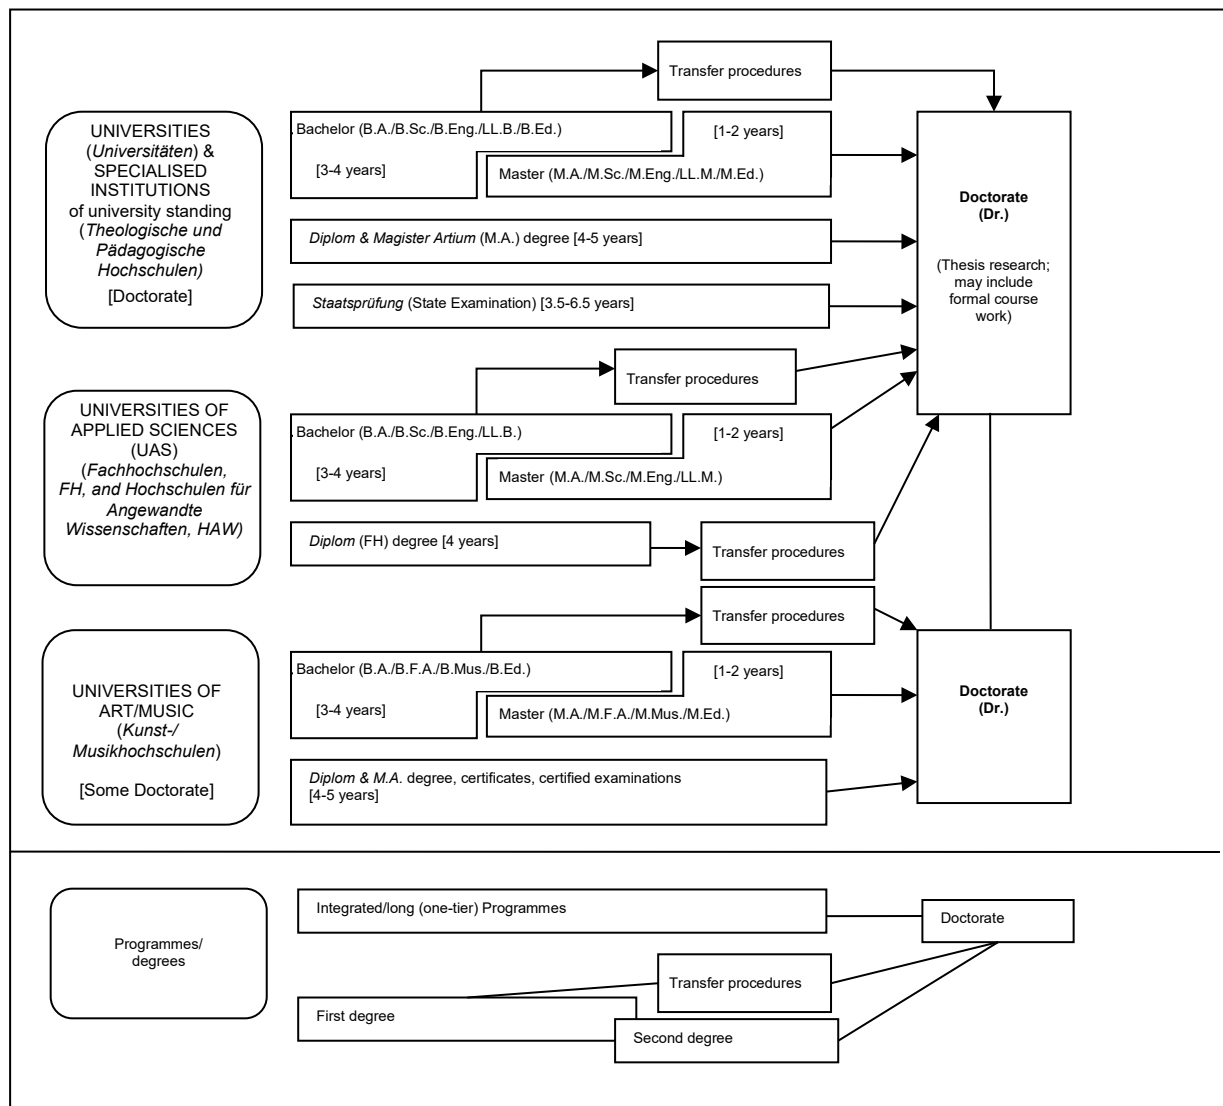 Transfer procedures
UNIVERSITIES
(Universitäten) &
SPECIALISED
INSTITUTIONS
of university standing
(Theologische und
Pädagogische
Hochschulen)
[Doctorate]
. Bachelor (B.A./B.Sc./B.Eng./LL.B./B.Ed.)
[3-4 years]
[1-2 years]
Master (M.A./M.Sc./M.Eng./LL.M./M.Ed.)
Diplom & Magister Artium (M.A.) degree [4-5 years]
Staatsprüfung (State Examination) [3.5-6.5 years]
Doctorate
(Dr.)
(Thesis research;
may include
formal course
work)
Transfer procedures
UNIVERSITIES OF
APPLIED SCIENCES
(UAS)
(Fachhochschulen,
FH, and Hochschulen für
Angewandte
Wissenschaften, HAW)
. Bachelor (B.A./B.Sc./B.Eng./LL.B.)
[3-4 years]
[1-2 years]
Master (M.A./M.Sc./M.Eng./LL.M.)
Diplom (FH) degree [4 years]
Transfer procedures
Transfer procedures
UNIVERSITIES OF
ART/MUSIC
(Kunst-/
Musikhochschulen)
[Some Doctorate]
. Bachelor (B.A./B.F.A./B.Mus./B.Ed.)
[3-4 years]
[1-2 years]
Master (M.A./M.F.A./M.Mus./M.Ed.)
Diplom & M.A. degree, certificates, certified examinations
[4-5 years]
Doctorate
(Dr.)
Programmes/
degrees
Integrated/long (one-tier) Programmes
Doctorate
Transfer procedures
First degree
Second degree